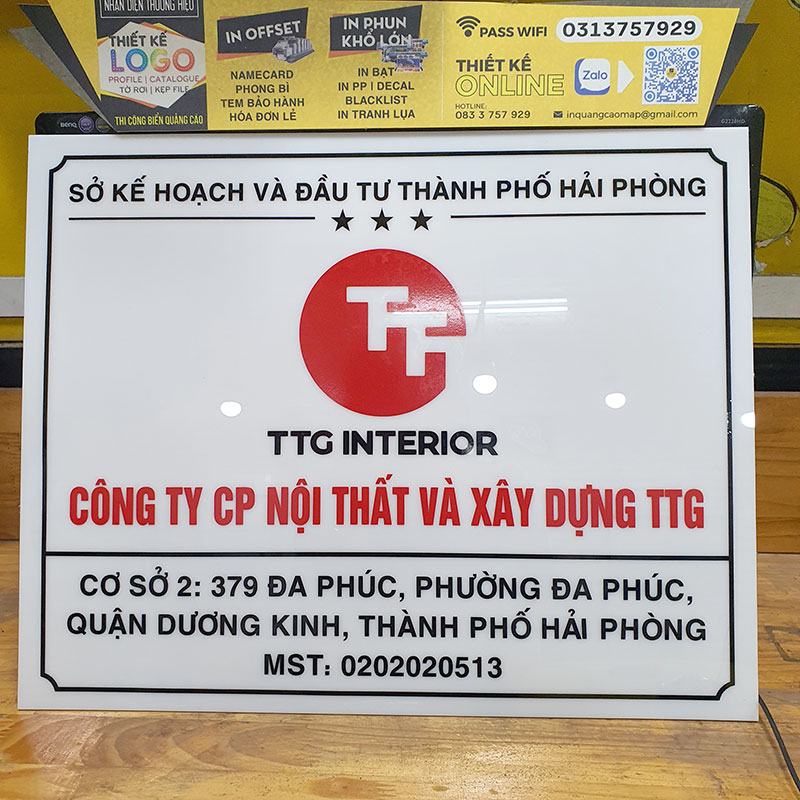 NHẬN DIỆN THƯƠNG HIỆU
THIẾT KẾ
LOGO
PROFILE | CATALOGUE
TỜ RƠI | KẸP FILE
THI CÔNG BIỂN QUẢNG CÁO
IN OFFSET
NAMECARD
PHONG BÌ
TEM BẢO HÀNH
HÓA ĐƠN LẺ
IN PHUN
KHỔ LỚN
IN BẠT
IN PP | DECAL
BLACKLIST
IN TRANH LỤA
PASS WIFI 0313757929
THIẾT KẾ
ONLINE
Zalo
HOTLINE:
083 3 757 929
inquangcaomap@gmail.com
BenQ
SỞ KẾ HOẠCH VÀ ĐẦU TƯ THÀNH PHỐ HẢI PHÒNG
TTG
TTG INTERIOR
CÔNG TY CP NỘI THẤT VÀ XÂY DỰNG TTG
CƠ SỞ 2: 379 ĐA PHÚC, PHƯỜNG ĐA PHÚC,
QUẬN DƯƠNG KINH, THÀNH PHỐ HẢI PHÒNG
MST: 0202020513